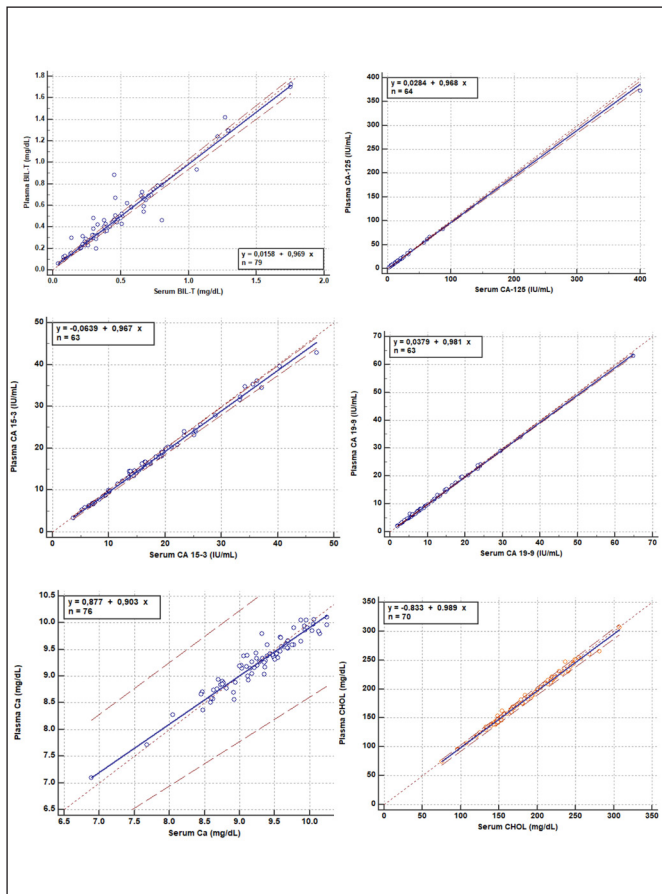 1.8
1.6
1.4
1.2
1.0
0.8
0.6
0.4
0.2
0.0
Plasma BIL-T (mg/dL)
y = 0,0158 + 0,969 x
n = 79
0.0 0.5 1.0 1.5 2.0
Serum BIL-T (mg/dL)
400
350
300
250
200
150
100
50
0
Plasma CA-125 (IU/mL)
y = 0,0284 + 0,968 x
n = 64
0 100 200 300 400
Serum CA-125 (IU/mL)
50
40
30
20
10
0
Plasma CA 15-3 (IU/mL)
y = -0,0639 + 0,967 x
n = 63
0 10 20 30 40 50
Serum CA 15-3 (IU/mL)
70
60
50
40
30
20
10
0
Plasma CA 19-9 (IU/mL)
y = 0,0379 + 0,981 x
n = 63
0 10 20 30 40 50 60 70
Serum CA 19-9 (IU/mL)
10.5
10.0
9.5
9.0
8.5
8.0
7.5
7.0
6.5
Plasma Ca (mg/dL)
y = 0,877 + 0,903 x
n = 76
6.5 7.0 7.5 8.0 8.5 9.0 9.5 10.0
Serum Ca (mg/dL)
350
300
250
200
150
100
50
0
Plasma CHOL (mg/dL)
y = -0.833 + 0.989 x
n = 70
0 50 100 150 200 250 300 350
Serum CHOL (mg/dL)